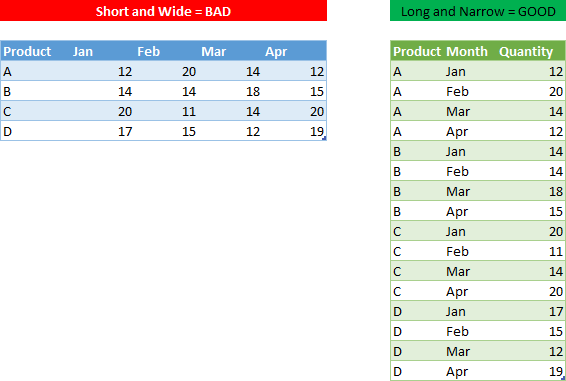 Short and Wide = BAD
Product Jan Feb Mar Apr
A 12 20 14 12
B 14 14 18 15
C 20 11 14 20
D 17 15 12 19
Long and Narrow = GOOD
Product Month Quantity
A Jan 12
A Feb 20
A Mar 14
A Apr 12
B Jan 14
B Feb 14
B Mar 18
B Apr 15
C Jan 20
C Feb 11
C Mar 14
C Apr 20
D Jan 17
D Feb 15
D Mar 12
D Apr 19